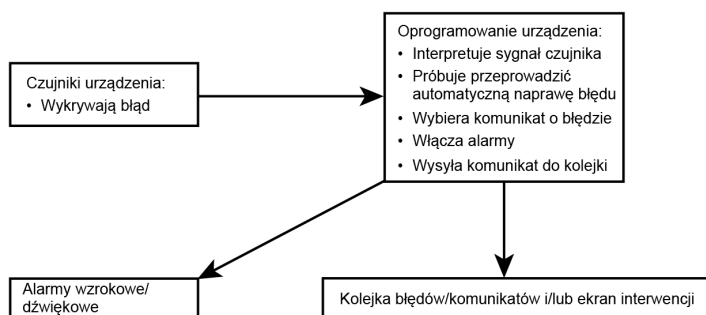 Czujniki urządzenia:
• Wykrywają błąd
Oprogramowanie urządzenia:
• Interpretuje sygnał czujnika
• Próbuje przeprowadzić
automatyczną naprawę błędu
• Wybiera komunikat o błędzie
• Włącza alarmy
• Wysyła komunikat do kolejki
Alarmy wzrokowe/
dźwiękowe
Kolejka błędów/komunikatów i/lub ekran interwencji